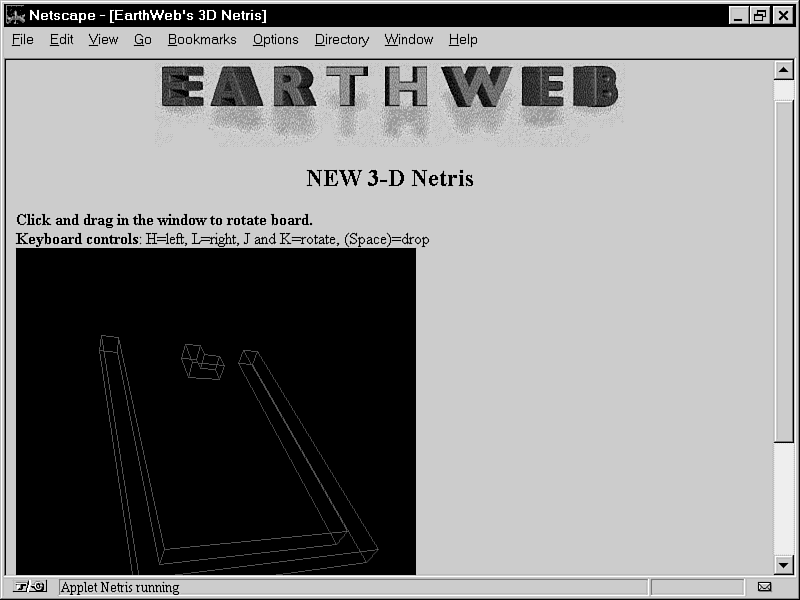 Netscape - [EarthWeb's 3D Netris]
File Edit View Go Bookmarks Options Directory Window Help
EARTHWEB
NEW 3-D Netris
Click and drag in the window to rotate board.
Keyboard controls: H=left, L=right, J and K=rotate, (Space)=drop
Applet Netris running